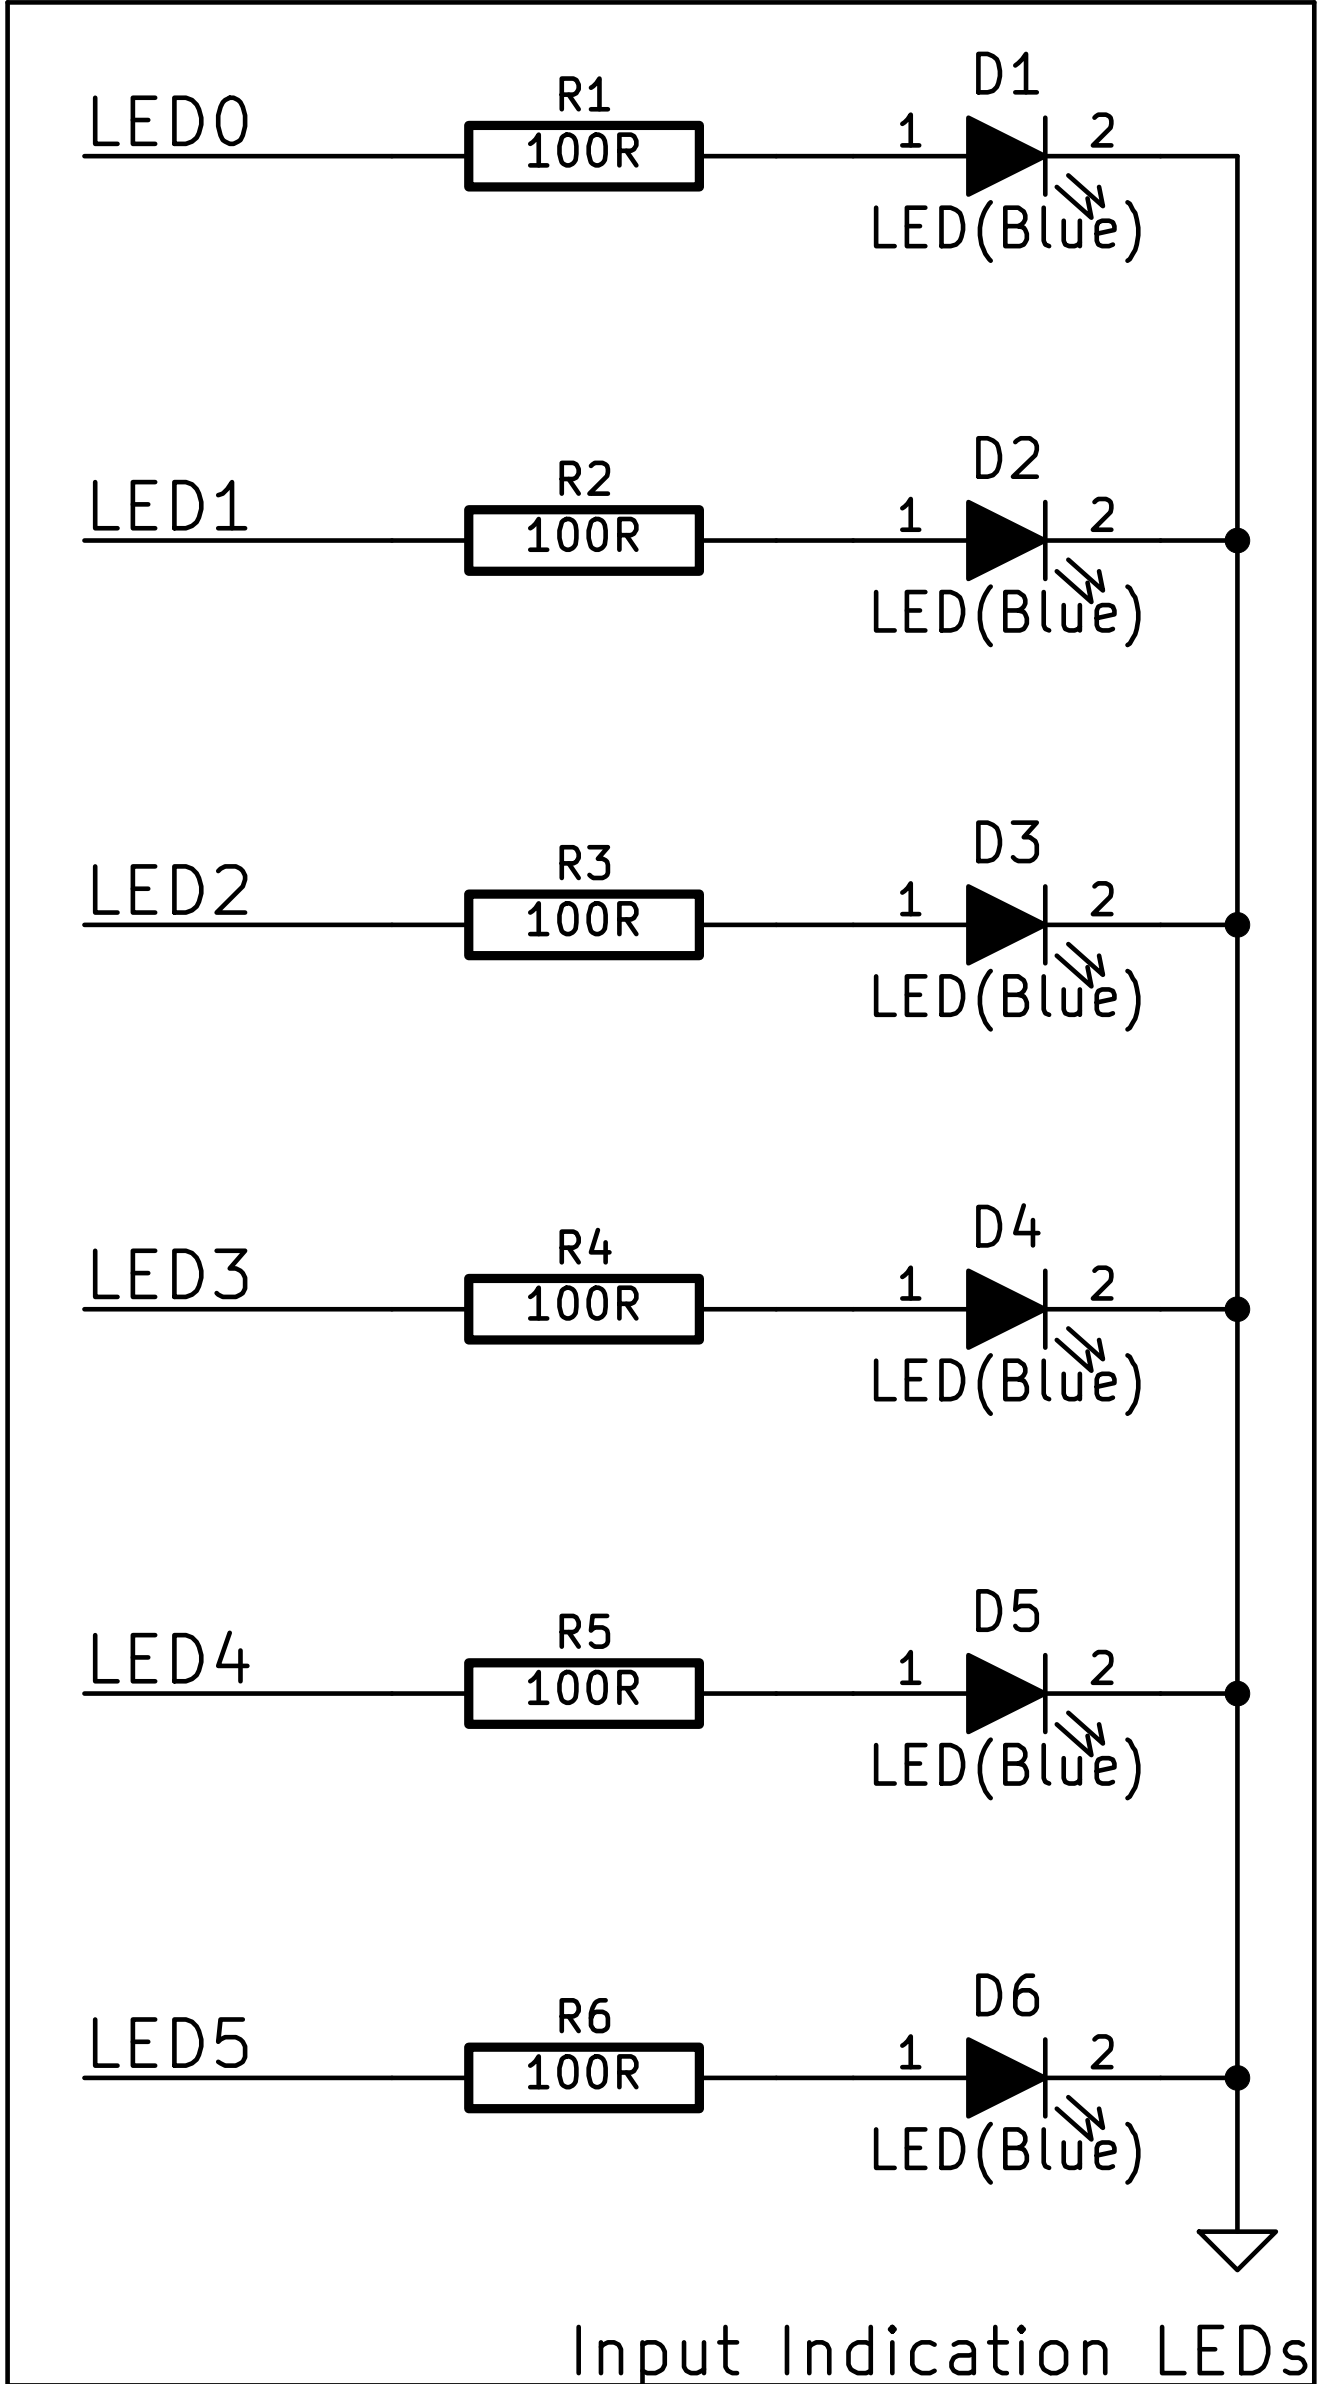 D1
R1
LED0
100R
1
2
LED(Blue)
D2
R2
LED1
100R
1
2
LED(Blue)
D3
R3
LED2
100R
1
2
LED(Blue)
D4
R4
LED3
100R
1
2
LED(Blue)
D5
R5
LED4
100R
1
2
LED(Blue)
D6
R6
LED5
100R
1
2
LED(Blue)
Input Indication LEDs